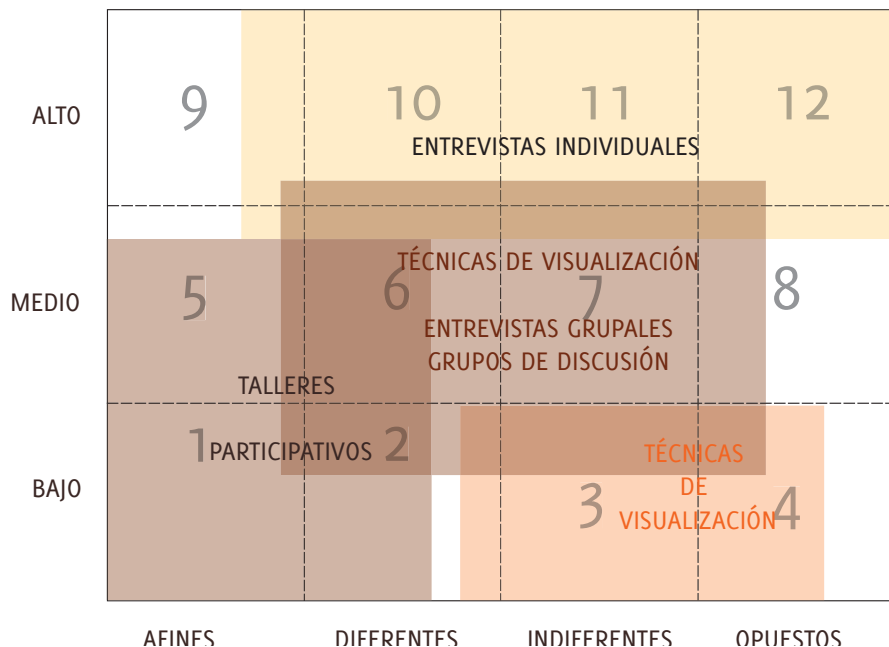 9 10 11 12
ALTO
ENTREVISTAS INDIVIDUALES
TÉCNICAS DE VISUALIZACIÓN
5 6 7 8
MEDIO
ENTREVISTAS GRUPALES
GRUPOS DE DISCUSIÓN
TALLERES
1 PARTICIPATIVOS 2
TÉCNICAS
BAJO
DE
3 4
VISUALIZACIÓN
AFINES DIFERENTES INDIFERENTES OPUESTOS